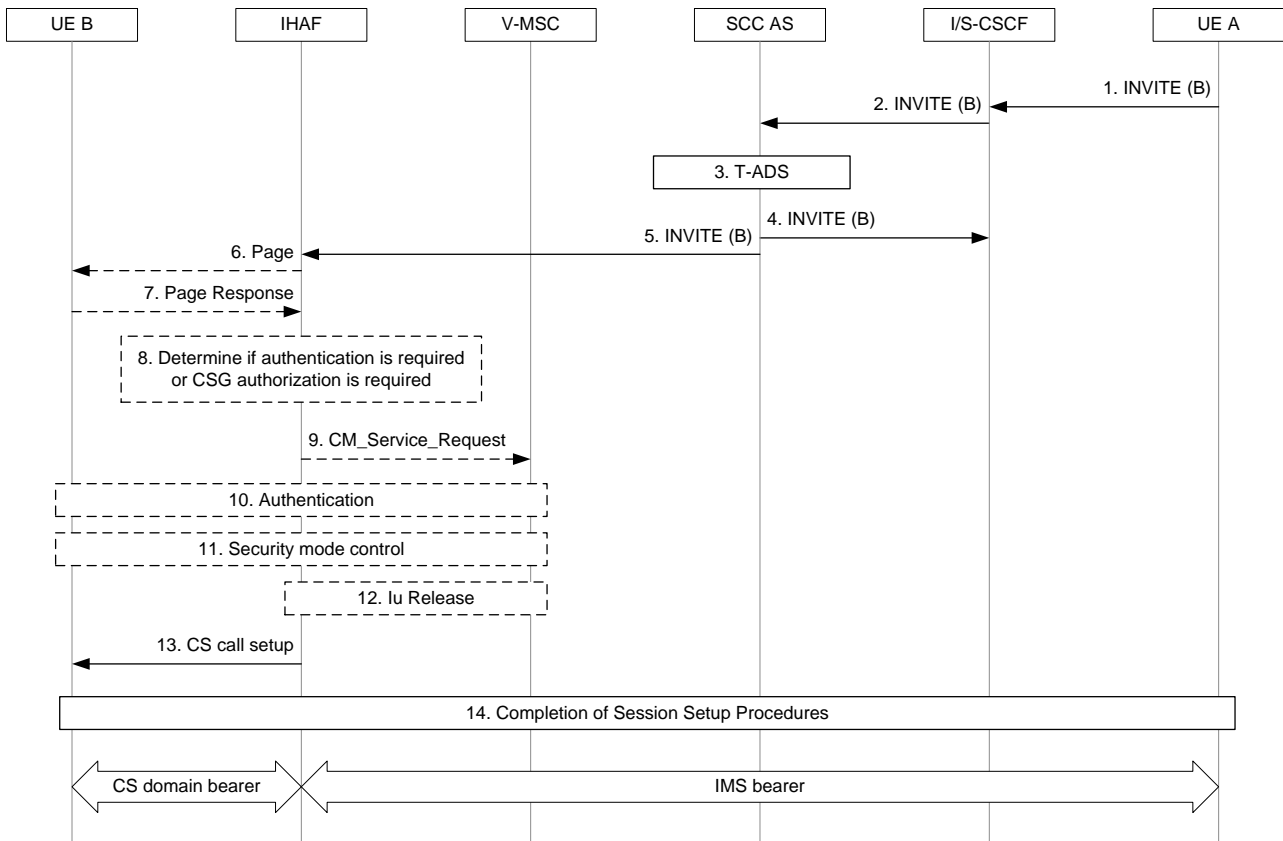 UE B
IHAF
V-MSC
SCC AS
I/S-CSCF
UE A
1. INVITE (B)
2. INVITE (B)
3. T-ADS
4. INVITE (B)
5. INVITE (B)
6. Page
7. Page Response
8. Determine if authentication is required
or CSG authorization is required
9. CM_Service_Request
10. Authentication
11. Security mode control
12. Iu Release
13. CS call setup
14. Completion of Session Setup Procedures
CS domain bearer
IMS bearer